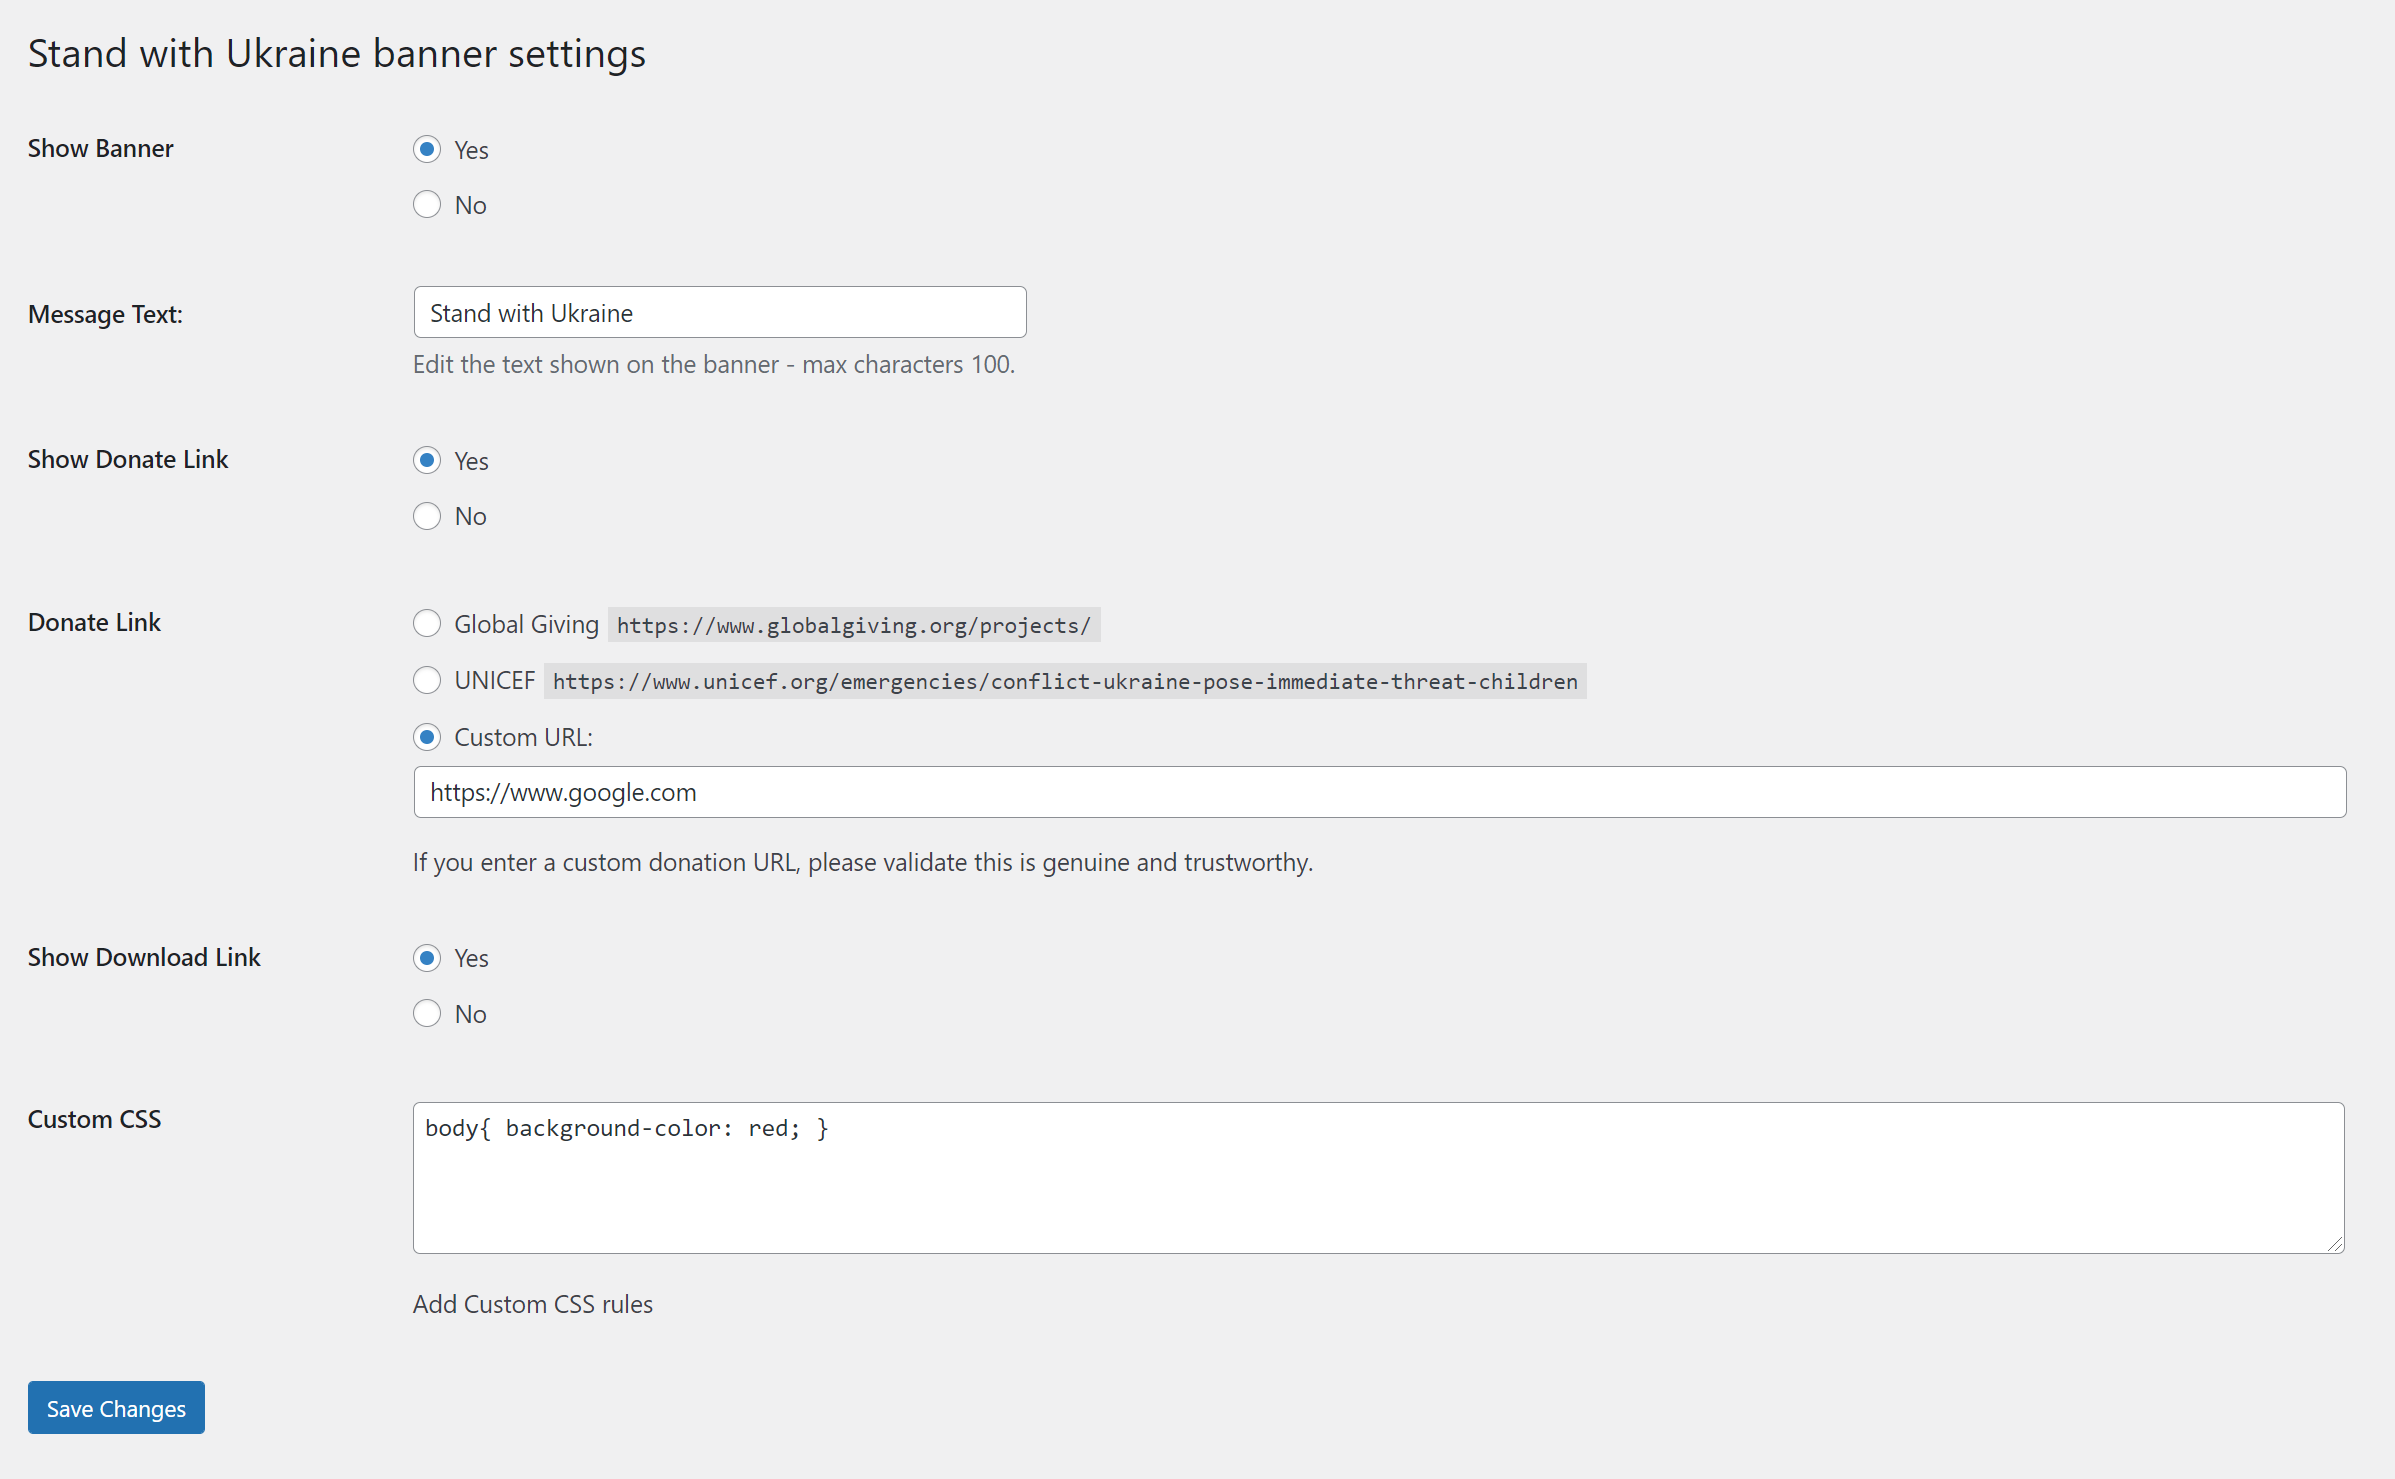 Stand with Ukraine banner settings
Show Banner
Yes
No
Message Text:
Stand with Ukraine
Edit the text shown on the banner - max characters 100.
Show Donate Link
Yes
No
Donate Link
Global Giving https://www.globalgiving.org/projects/
UNICEF https://www.unicef.org/emergencies/conflict-ukraine-pose-immediate-threat-children
Custom URL:
https://www.google.com
If you enter a custom donation URL, please validate this is genuine and trustworthy.
Show Download Link
Yes
No
Custom CSS
body{ background-color: red; }
Add Custom CSS rules
Save Changes